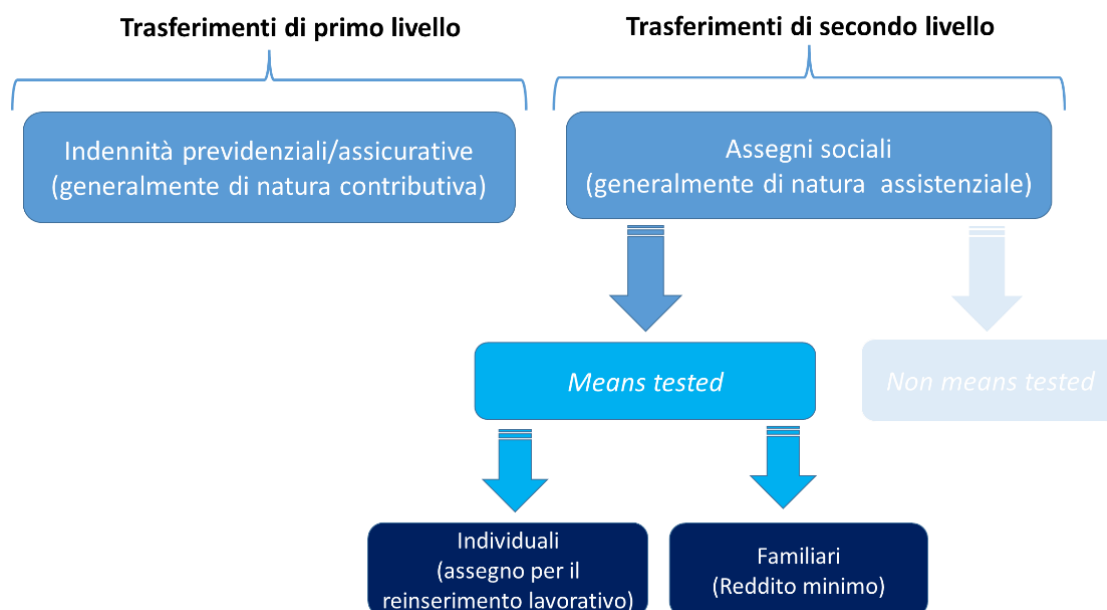 Trasferimenti di primo livello
Trasferimenti di secondo livello
Indennità previdenziali/assicurative
(generalmente di natura contributiva)
Assegni sociali
(generalmente di natura assistenziale)
Means tested
Non means tested
Individuali
(assegno per il
reinserimento lavorativo)
Familiari
(Reddito minimo)